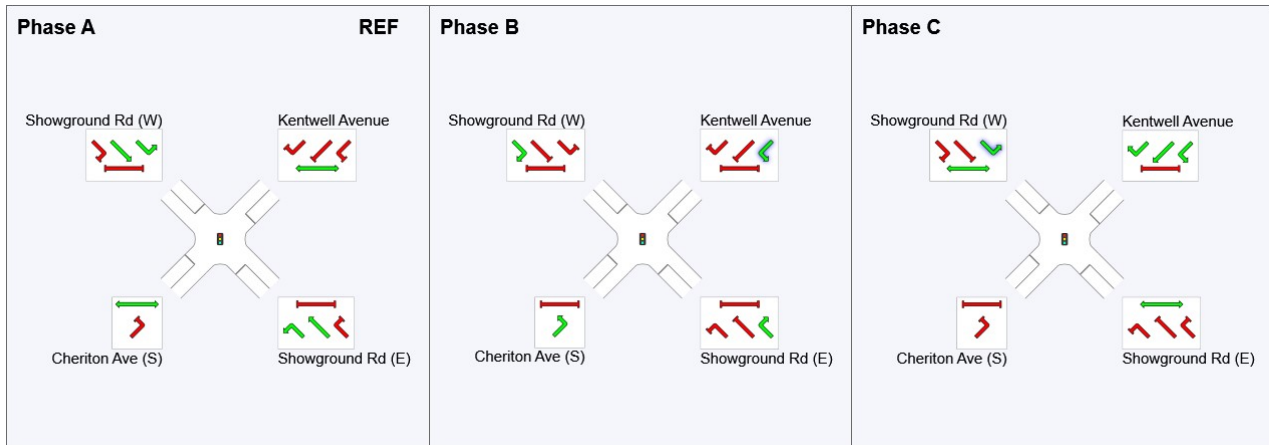 Phase A
REF
Showground Rd (W)
Kentwell Avenue
Cheriton Ave (S)
Showground Rd (E)
Phase B
Showground Rd (W)
Kentwell Avenue
Cheriton Ave (S)
Showground Rd (E)
Phase C
Showground Rd (W)
Kentwell Avenue
Cheriton Ave (S)
Showground Rd (E)